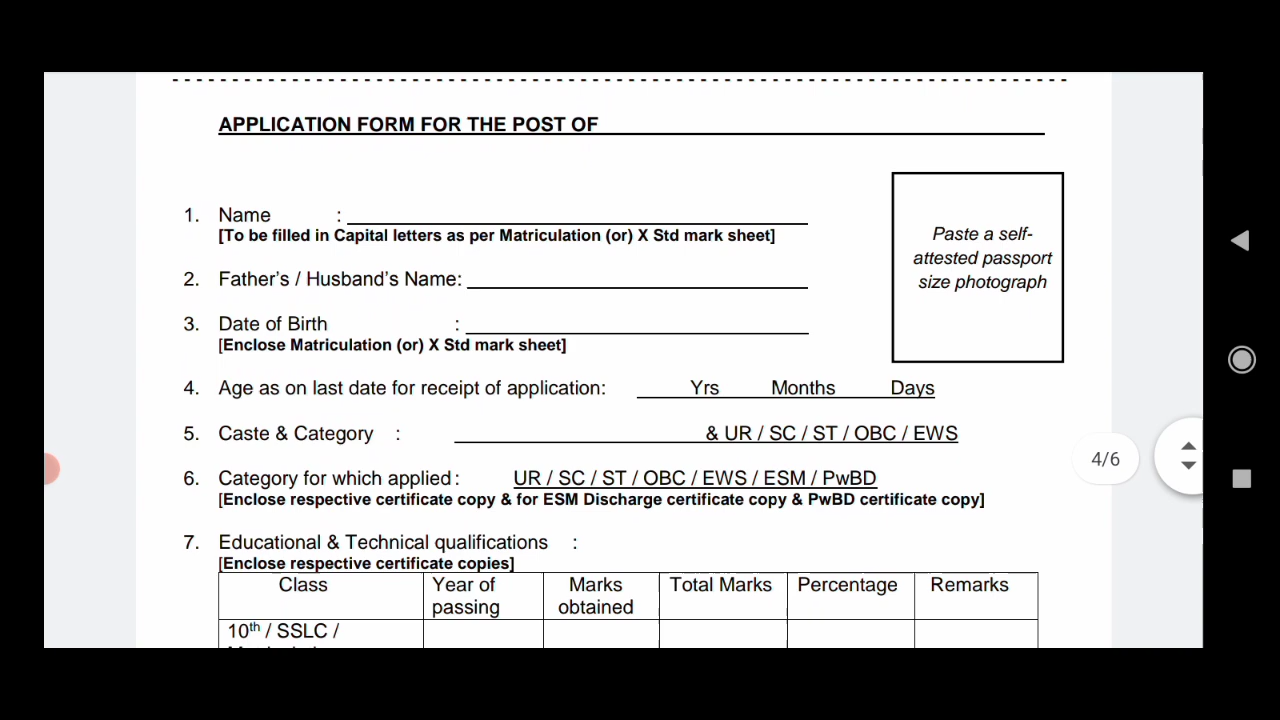 APPLICATION FORM FOR THE POST OF
Paste a self-
attested passport
size photograph
1. Name :
[To be filled in Capital letters as per Matriculation (or) X Std mark sheet]
2. Father's / Husband's Name:
3. Date of Birth :
[Enclose Matriculation (or) X Std mark sheet]
4. Age as on last date for receipt of application: Yrs Months Days
5. Caste & Category : & UR / SC / ST / OBC / EWS
4/6
6. Category for which applied : UR / SC / ST / OBC / EWS / ESM / PwBD
[Enclose respective certificate copy & for ESM Discharge certificate copy & PwBD certificate copy]
7. Educational & Technical qualifications :
[Enclose respective certificate copies]
Class Year of passing Marks obtained Total Marks Percentage Remarks
10th / SSLC /